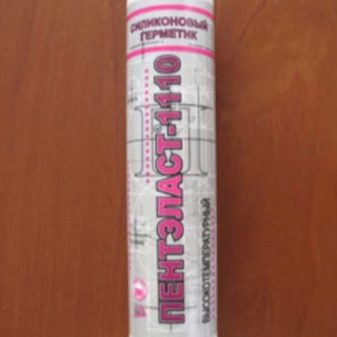 СИЛИКОНОВЫЙ
ГЕРМЕТИК
ПЕНТЭЛАСТ®-1110
ВЫСОКОТЕМПЕРАТУРНЫЙ